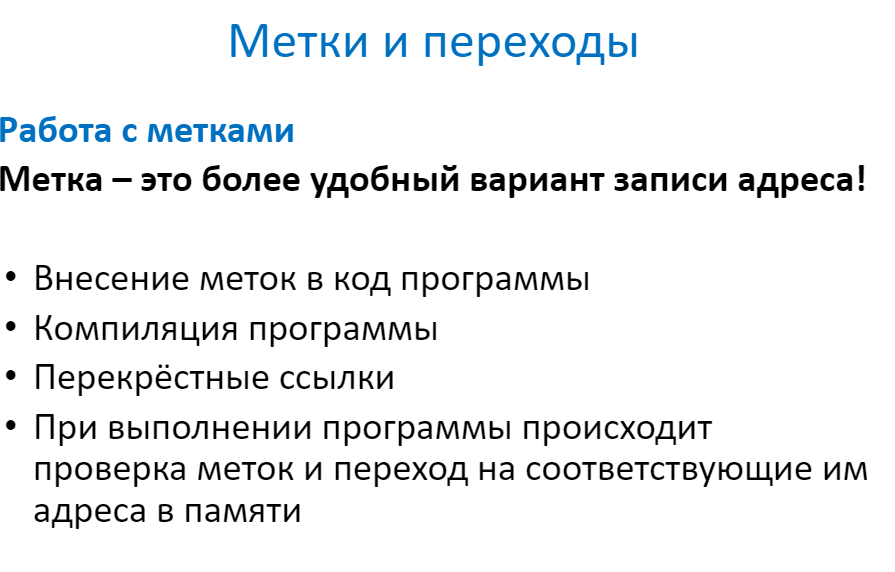 Метки и переходы
Работа с метками
Метка – это более удобный вариант записи адреса!
• Внесение меток в код программы
• Компиляция программы
• Перекрёстные ссылки
• При выполнении программы происходит
проверка меток и переход на соответствующие им
адреса в памяти